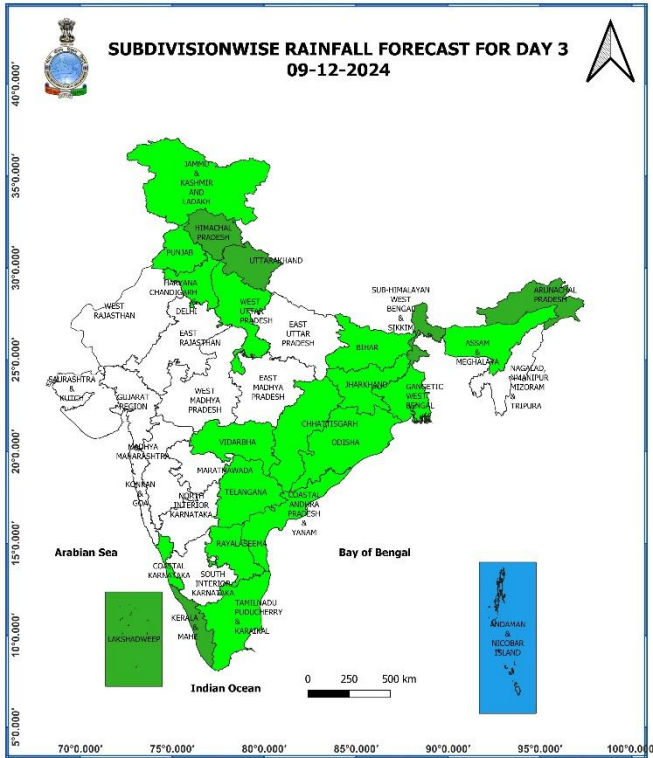 SUBDIVISIONWISE RAINFALL FORECAST FOR DAY 3
09-12-2024
40°0.000'
35°0.000'
30°0.000'
25°0.000'
20°0.000'
15°0.000'
10°0.000'
5°0.000'
JAMMU
&
KASHMIR
AND
LADAKH
HIMACHAL
PRADESH
PUNJAB
UTTARAKHAND
HARYANA
CHANDIGARH
DELHI
WEST
RAJASTHAN
WEST
UTTAR
PRADESH
EAST
RAJASTHAN
EAST
UTTAR
PRADESH
SUB-HIMALAYAN
WEST
BENGAL
&
SIKKIM
ARUNACHAL
PRADESH
ASSAM
&
MEGHALAYA
NAGALAD,
MANIPUR
MIZORAM
&
TRIPURA
BIHAR
JHARKHAND
GANGETIC
WEST
BENGAL
SAURASHTRA
&
KUTCH
GUJARAT
REGION
WEST
MADHYA
PRADESH
EAST
MADHYA
PRADESH
CHHATTISGARH
ODISHA
VIDARBHA
MADHYA
MAHARASHTRA
MARATHAWADA
KONKAN
&
GOA
NORTH
INTERIOR
KARNATAKA
TELANGANA
COASTAL
ANDHRA
PRADESH
&
YANAM
RAYALASEEMA
COASTAL
KARNATAKA
SOUTH
INTERIOR
KARNATAKA
TAMILNADU
PUDUCHERRY
&
KARAIKAL
KERALA
&
MAHE
LAKSHADWEEP
ANDAMAN
&
NICOBAR
ISLAND
Arabian Sea
Bay of Bengal
Indian Ocean
0 250 500 km
70°0.000' 75°0.000' 80°0.000' 85°0.000' 90°0.000' 95°0.000' 100°0.000'